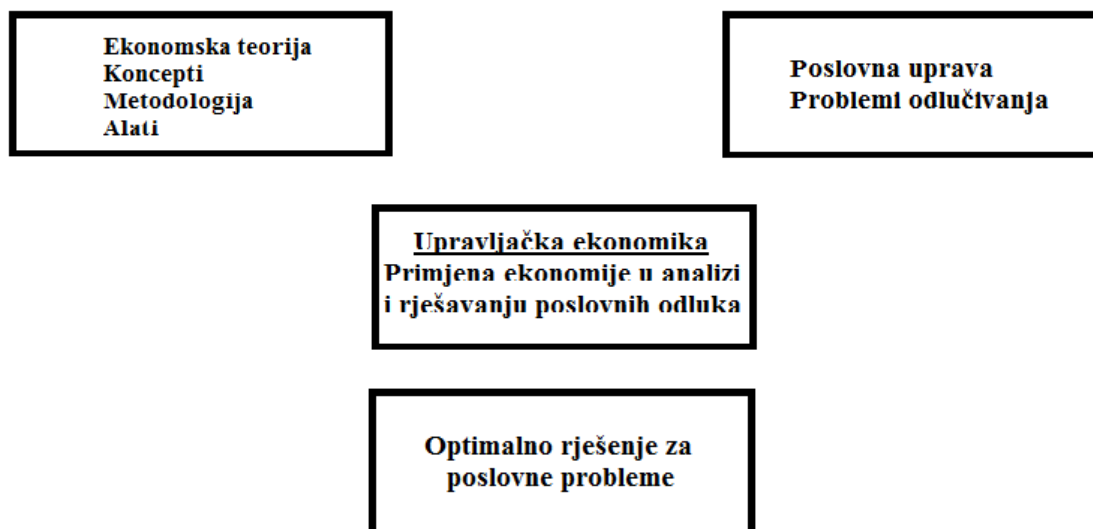 Ekonomska teorija
Koncepti
Metodologija
Alati
Poslovna uprava
Problemi odlučivanja
Upravljačka ekonomika
Primjena ekonomije u analizi
i rješavanju poslovnih odluka
Optimalno rješenje za
poslovne probleme